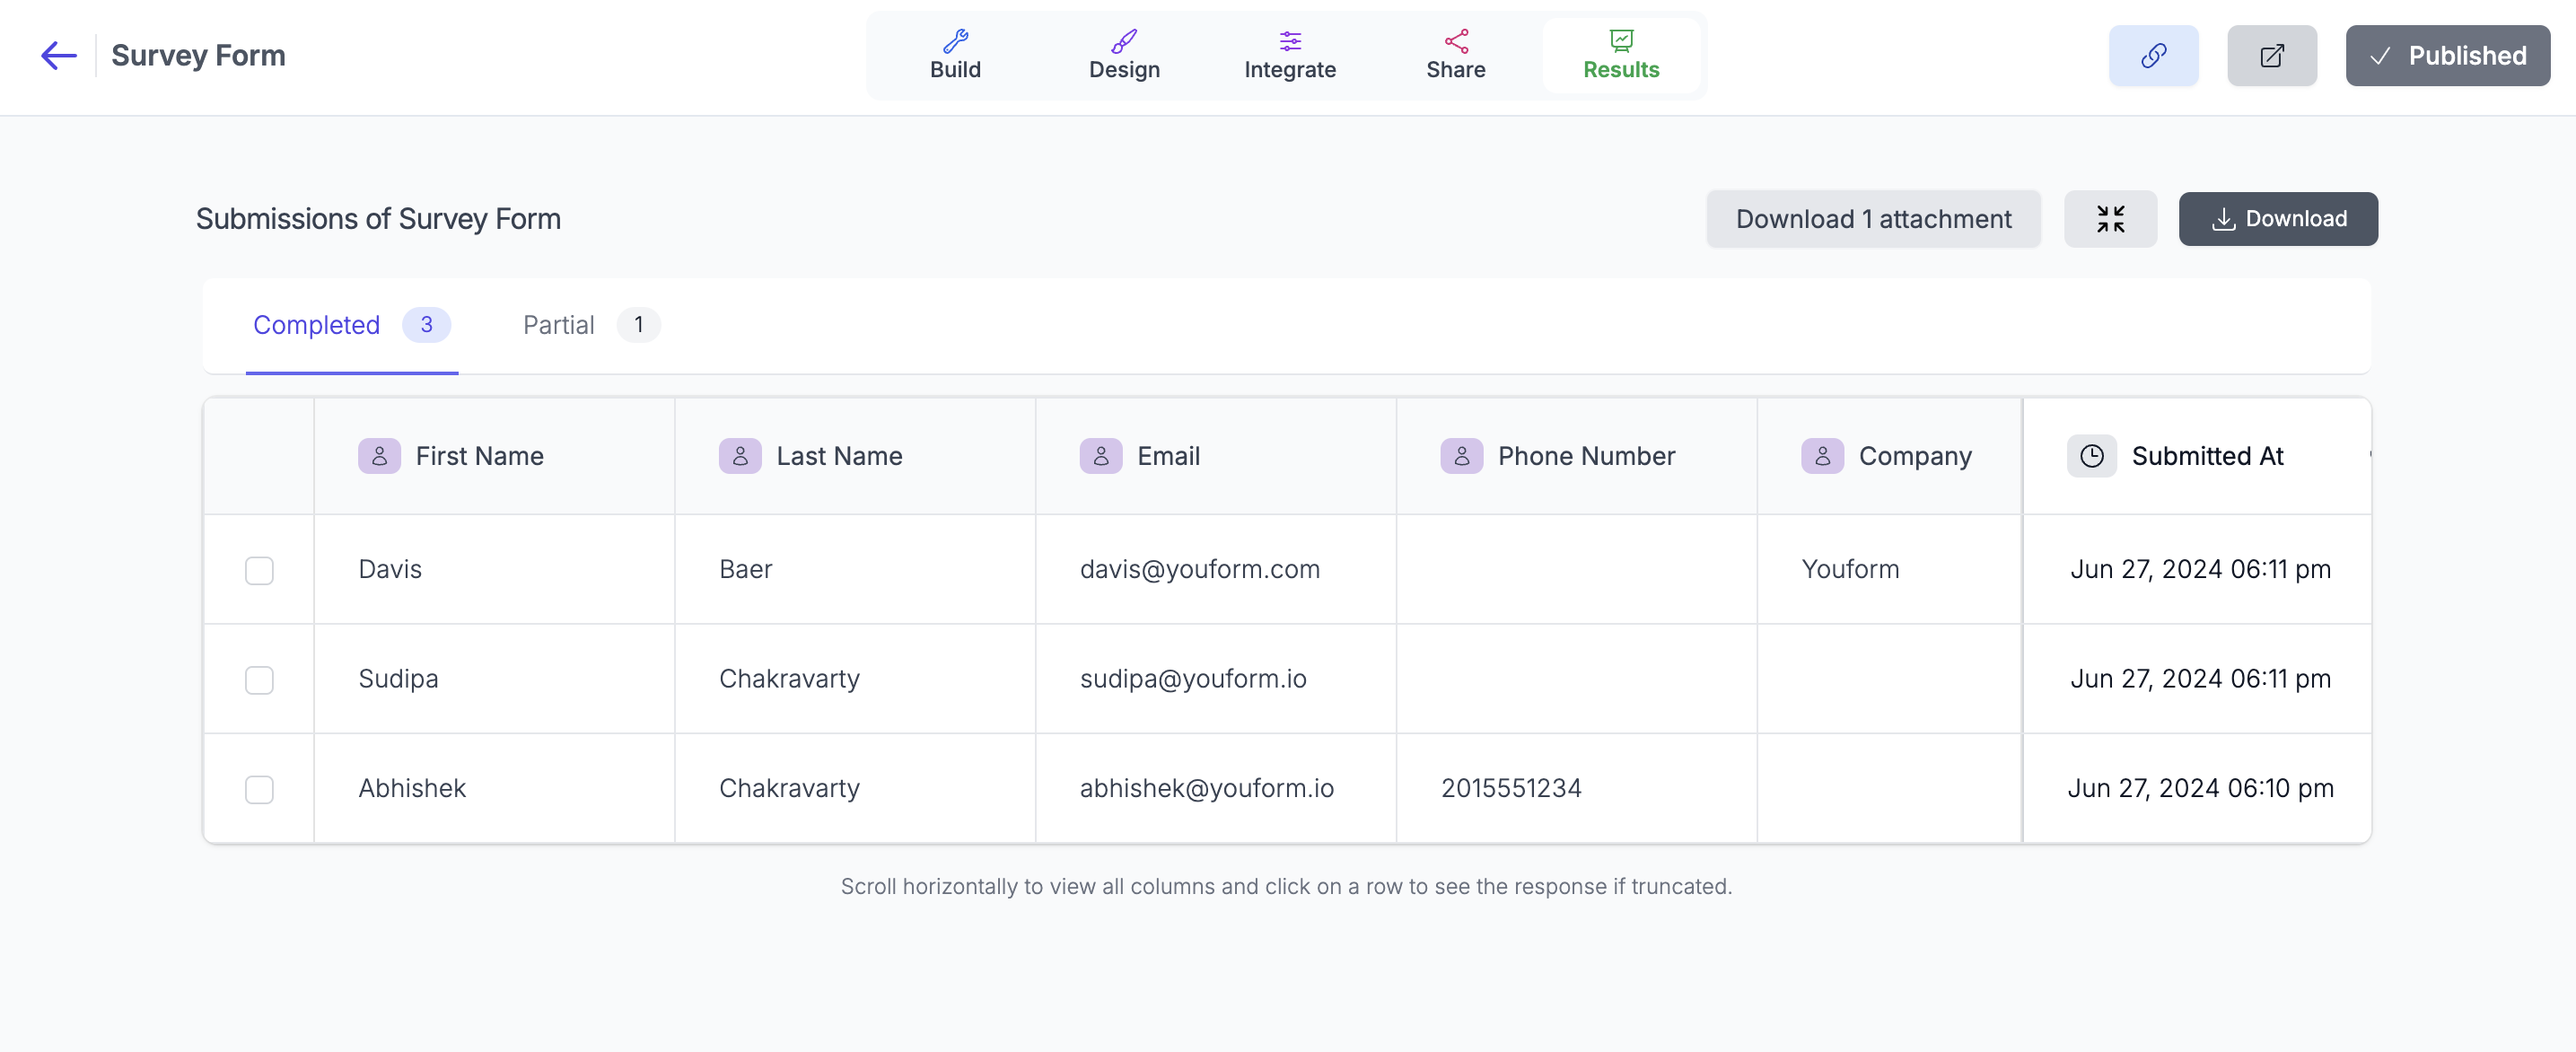 Survey Form
Build
Design
Integrate
Share
Results
Published
Submissions of Survey Form
Download 1 attachment
Download
Completed 3
Partial 1
First Name Last Name Email Phone Number Company Submitted At
Davis Baer davis@youform.com Youform Jun 27, 2024 06:11 pm
Sudipa Chakravarty sudipa@youform.io Jun 27, 2024 06:11 pm
Abhishek Chakravarty abhishek@youform.io 2015551234 Jun 27, 2024 06:10 pm
Scroll horizontally to view all columns and click on a row to see the response if truncated.